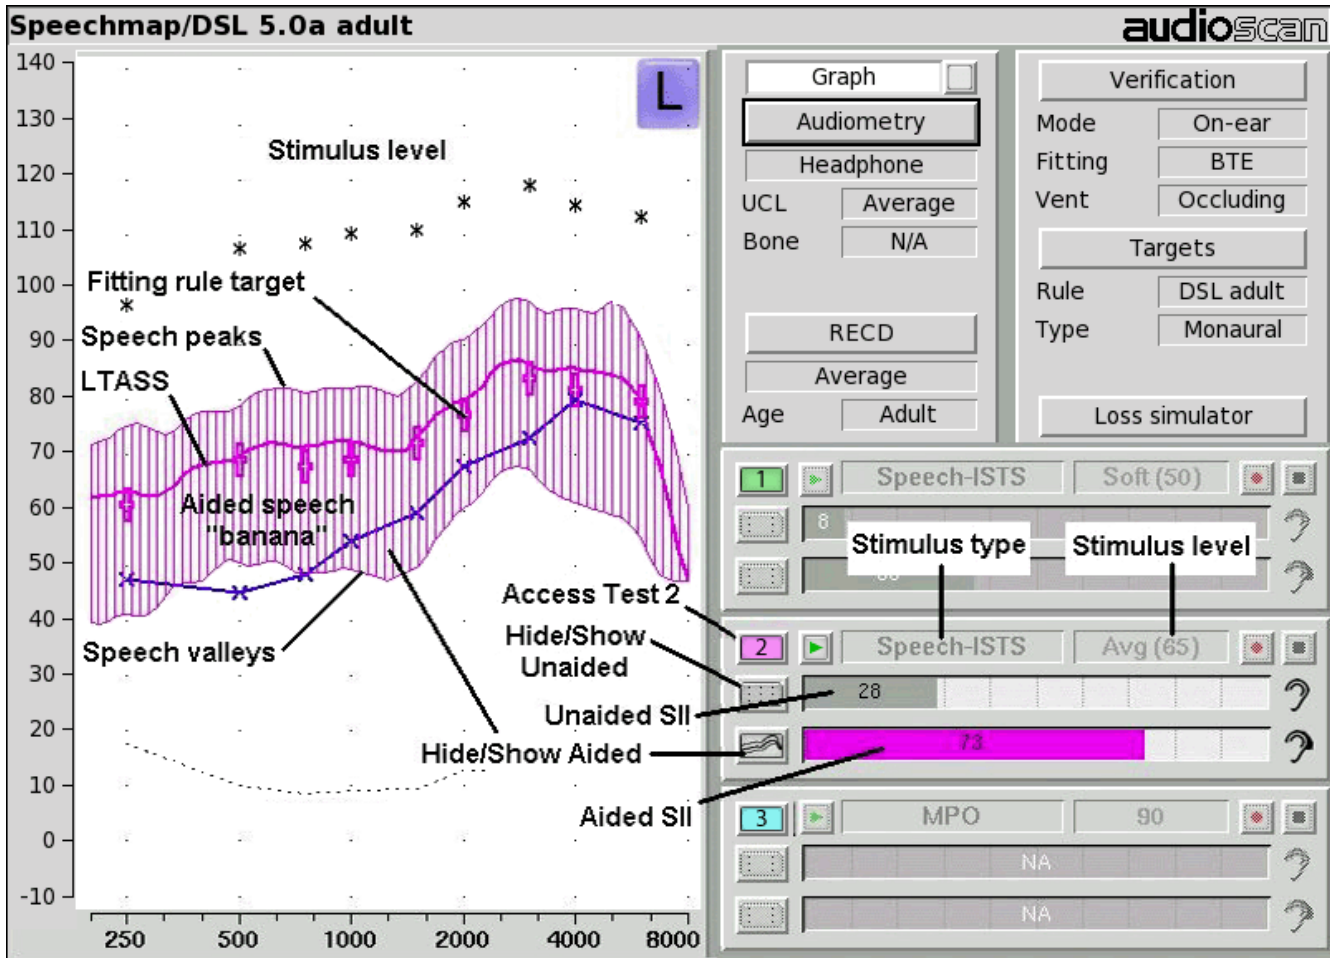 Speechmap/DSL 5.0a adult
audioscan
140
130
120
110
100
90
80
70
60
50
40
30
20
10
0
-10
250 500 1000 2000 4000 8000
L
Stimulus level
Fitting rule target
Speech peaks
LTASS
Aided speech
"banana"
Speech valleys
Access Test 2
Hide/Show
Unaided
Unaided SII
Hide/Show Aided
Aided SII
Graph
Audiometry
Headphone
UCL Average
Bone N/A
RECD
Average
Age Adult
Verification
Mode On-ear
Fitting BTE
Vent Occluding
Targets
Rule DSL adult
Type Monaural
Loss simulator
1 Speech-ISTS Soft (50)
8
Stimulus type Stimulus level
2 Speech-ISTS Avg (65)
28
73
3 MPO 90
NA
NA